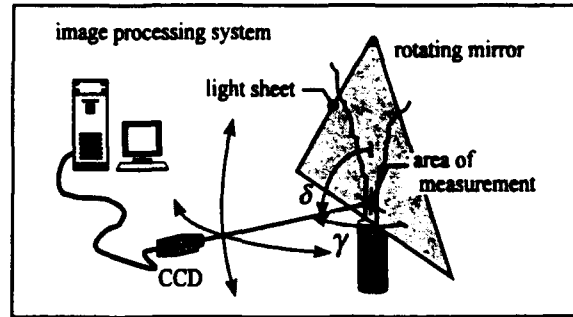 image processing system
rotating mirror
light sheet
area of
measurement
δ
γ
CCD